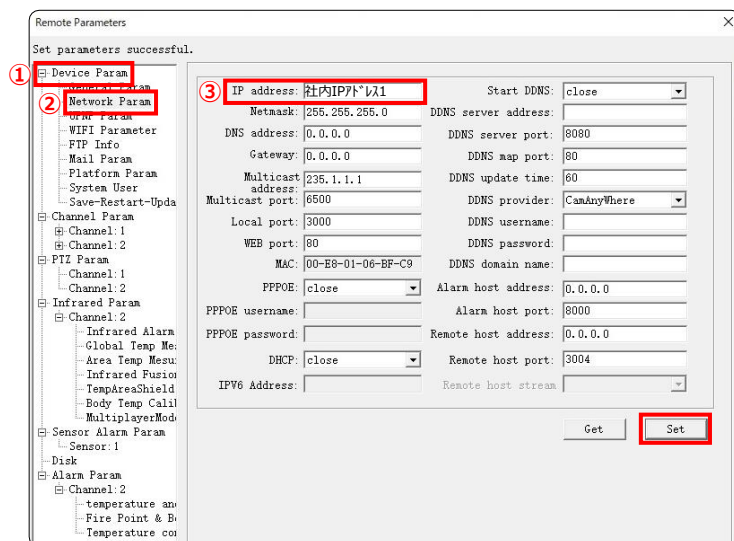 Remote Parameters
Set parameters successful.
①
Device Param
General Param
②
Network Param
UPNP Param
WIFI Parameter
FTP Info
Mail Param
Platform Param
System User
Save-Restart-Upda
Channel Param
Channel:1
Channel:2
PTZ Param
Channel:1
Channel:2
Infrared Param
Channel:2
Infrared Alarm
Global Temp Me
Area Temp Mesu
Infrared Fusion
TempAreaShield
Body Temp Cali
MultiplayerMode
Sensor Alarm Param
Sensor:1
Disk
Alarm Param
Channel:2
temperature an
Fire Point & B
Temperature co
③
IP address: 社内IPアドレス1
Netmask: 255.255.255.0
DNS address: 0.0.0.0
Gateway: 0.0.0.0
Multicast address: 235.1.1.1
Multicast port: 6500
Local port: 3000
WEB port: 80
MAC: 00-E8-01-06-BF-C9
PPPOE: close
PPPOE username:
PPPOE password:
DHCP: close
IPV6 Address:
Start DDNS: close
DDNS server address:
DDNS server port: 8080
DDNS map port: 80
DDNS update time: 60
DDNS provider: CamAnyWhere
DDNS username:
DDNS password:
DDNS domain name:
Alarm host address: 0.0.0.0
Alarm host port: 8000
Remote host address: 0.0.0.0
Remote host port: 3004
Remote host stream
Get
Set